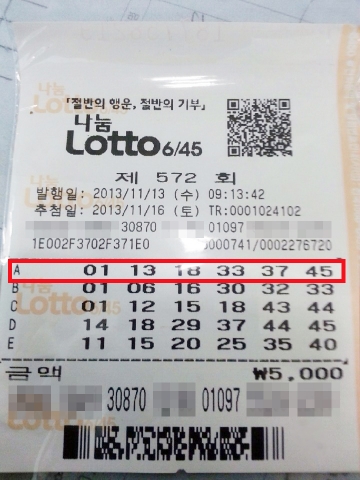 「절반의 행운, 절반의 기부」
나눔
Lotto 6/45
제 572 회
발행일: 2013/11/13 (수) 09:13:42
추첨일: 2013/11/16 (토) TR:0001024102
30870 01097
1E002F3702F371E0 0000741/0002276720
A 01 13 18 33 37 45
B 01 06 16 30 32 33
C 01 12 15 18 43 44
D 14 18 29 37 44 45
E 11 15 20 25 35 40
금액 ₩5,000
30870 01097